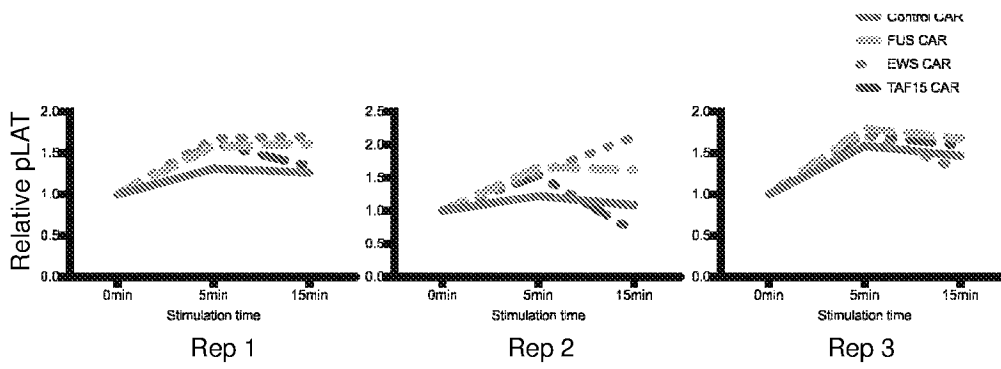 Control CAR
FUS CAR
EWS CAR
TAF15 CAR
Relative pLAT
2.0
1.5
1.0
0.5
0.0
0min 5min 15min
Stimulation time
Rep 1
2.5
2.0
1.5
1.0
0.5
0.0
0min 5min 15min
Stimulation time
Rep 2
2.0
1.5
1.0
0.5
0.0
0min 5min 15min
Stimulation time
Rep 3